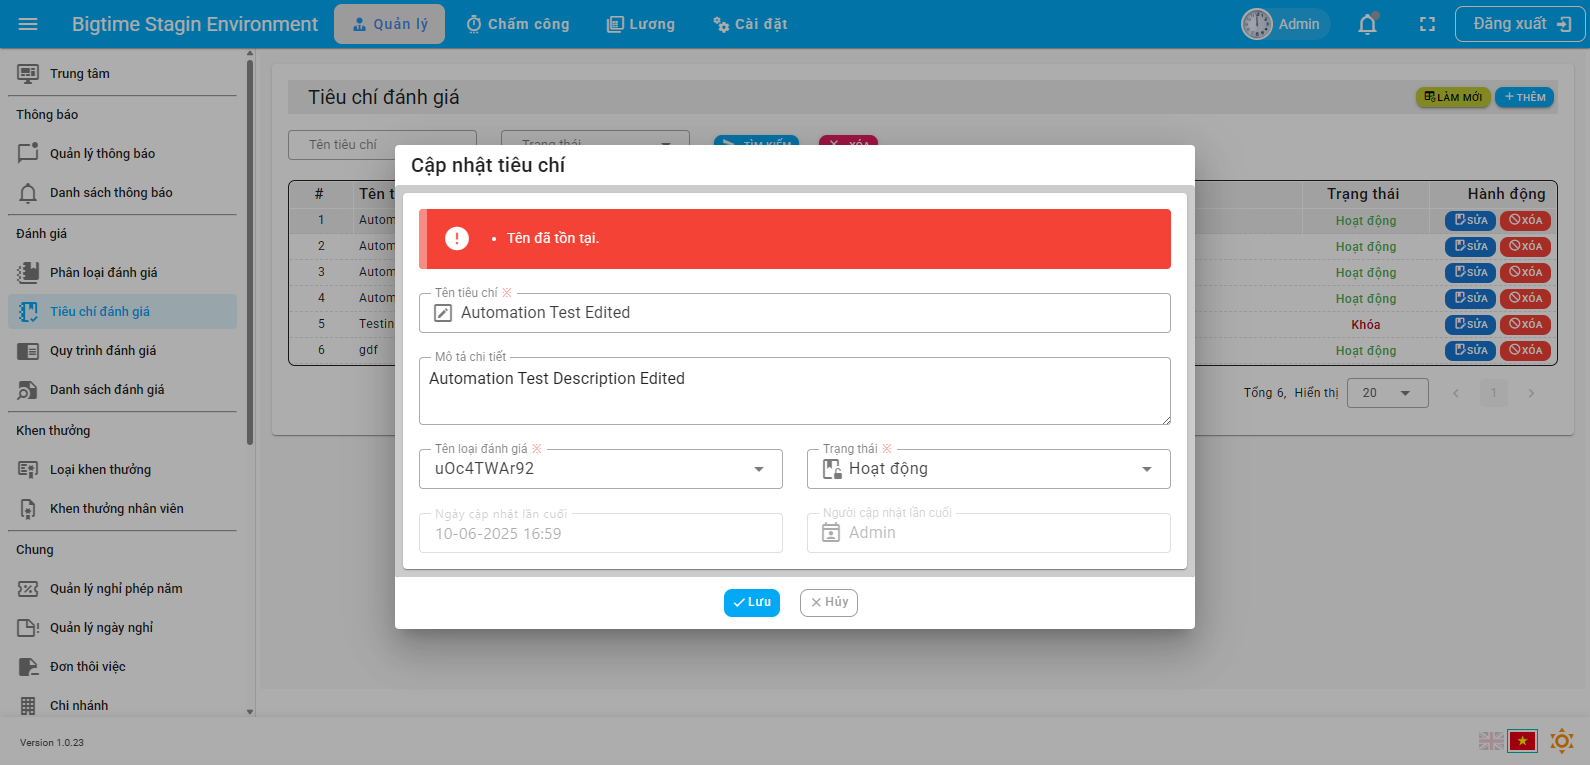 Bigtime Stagin Environment
Quản lý
Chấm công
Lương
Cài đặt
Admin
Đăng xuất
Trung tâm
Thông báo
Quản lý thông báo
Danh sách thông báo
Đánh giá
Phân loại đánh giá
Tiêu chí đánh giá
Quy trình đánh giá
Danh sách đánh giá
Khen thưởng
Loại khen thưởng
Khen thưởng nhân viên
Chung
Quản lý nghỉ phép năm
Quản lý ngày nghỉ
Đơn thôi việc
Chi nhánh
Version 1.0.23
Tiêu chí đánh giá
LÀM MỚI
THÊM
Tên tiêu chí
Trạng thái
TÌM KIẾM
XÓA
# Tên t Trạng thái Hành động
1 Autom Hoạt động SỬA XÓA
2 Autom Hoạt động SỬA XÓA
3 Autom Hoạt động SỬA XÓA
4 Autom Hoạt động SỬA XÓA
5 Testin Khóa SỬA XÓA
6 gdf Hoạt động SỬA XÓA
Tổng 6, Hiển thị 20 1
Cập nhật tiêu chí
• Tên đã tồn tại.
Tên tiêu chí ※
Automation Test Edited
Mô tả chi tiết
Automation Test Description Edited
Tên loại đánh giá ※
uOc4TWAr92
Trạng thái ※
Hoạt động
Ngày cập nhật lần cuối
10-06-2025 16:59
Người cập nhật lần cuối
Admin
Lưu
Hủy